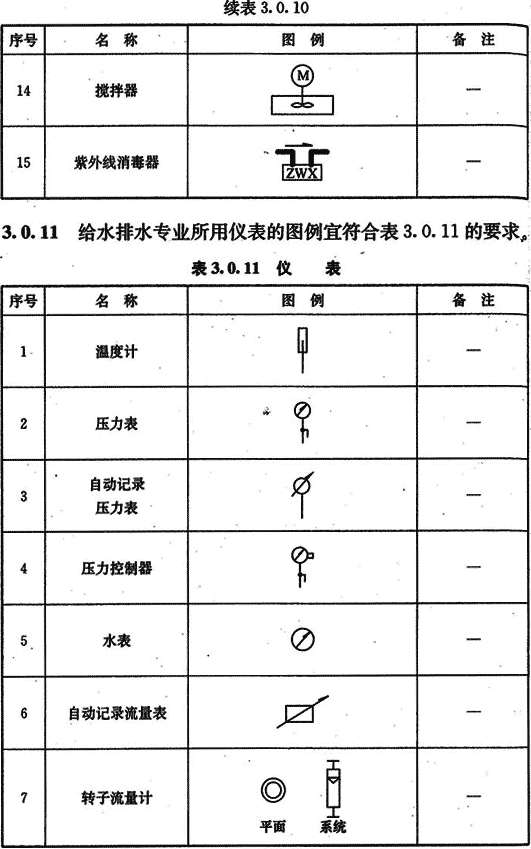 续表 3.0.10
序号 名 称 图 例 备 注
14 搅拌器 M —
15 紫外线消毒器 ZWX —
3.0.11 给水排水专业所用仪表的图例宜符合表 3.0.11 的要求。
表 3.0.11 仪 表
序号 名 称 图 例 备 注
1 温度计 —
2 压力表 —
3 自动记录
压力表 —
4 压力控制器 —
5 水表 —
6 自动记录流量表 —
7 转子流量计 —
平面 系统